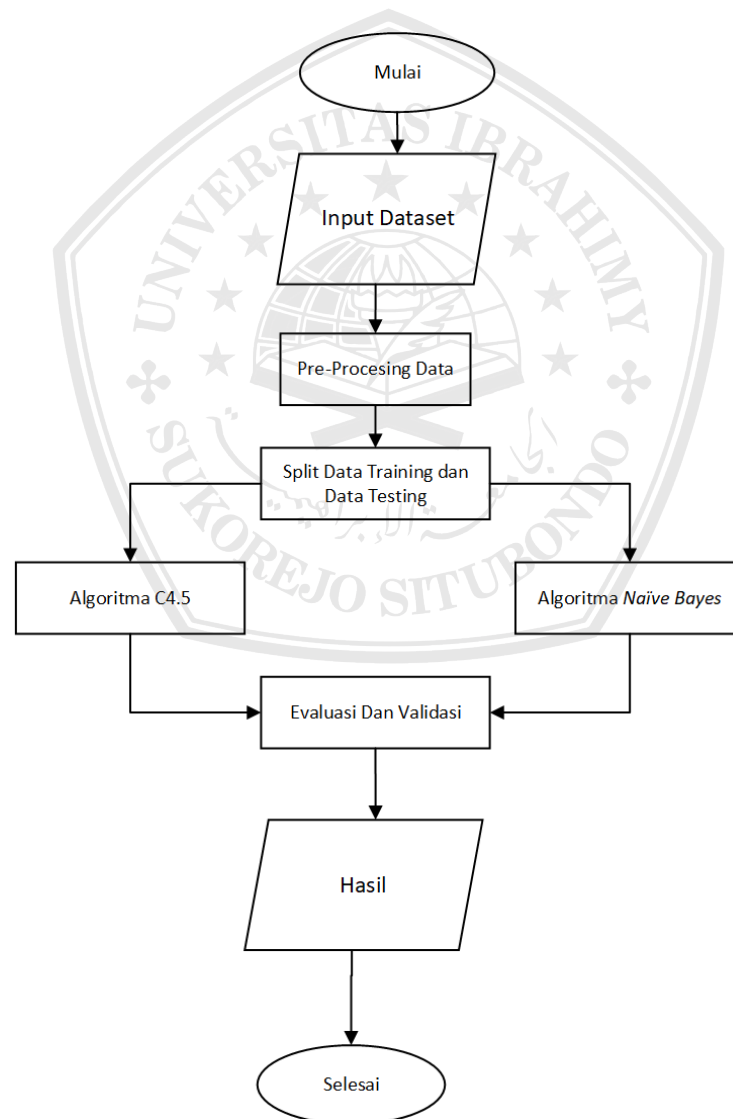 Mulai
UNIVERSITAS IBRAHIMY
Input Dataset
Pre-Procesing Data
Split Data Training dan
Data Testing
SUKOREJO SITUBONDO
Algoritma C4.5
Algoritma Naïve Bayes
Evaluasi Dan Validasi
Hasil
Selesai